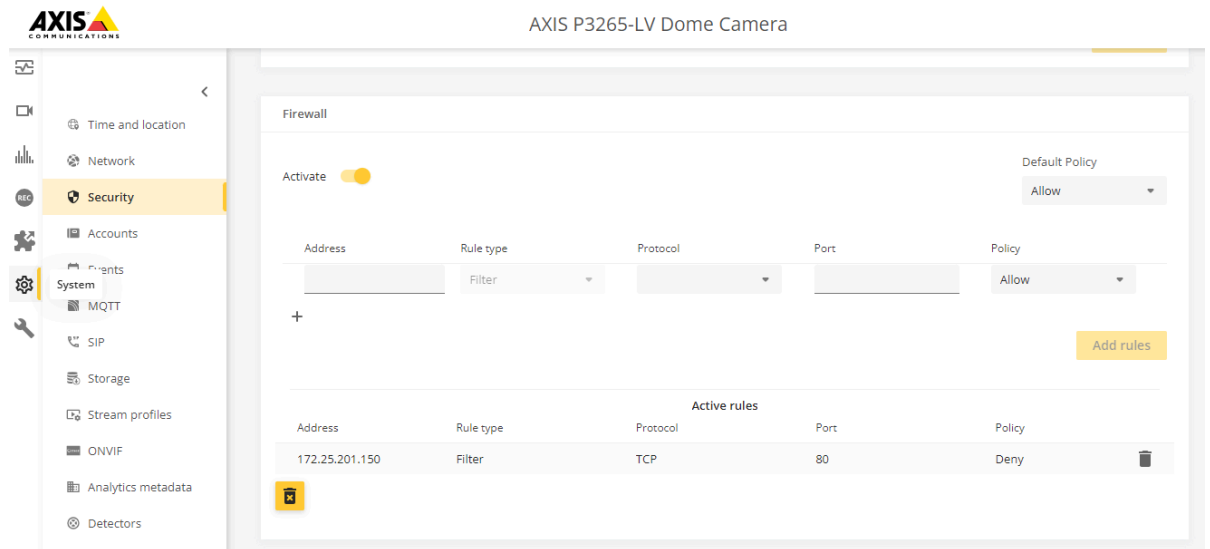 AXIS
COMMUNICATIONS
AXIS P3265-LV Dome Camera
Time and location
Network
Security
Accounts
Events
System
MQTT
SIP
Storage
Stream profiles
ONVIF
Analytics metadata
Detectors
REC
Firewall
Activate
Default Policy
Allow
Address Rule type Protocol Port Policy
Filter Allow
+
Add rules
Active rules
Address Rule type Protocol Port Policy
172.25.201.150 Filter TCP 80 Deny